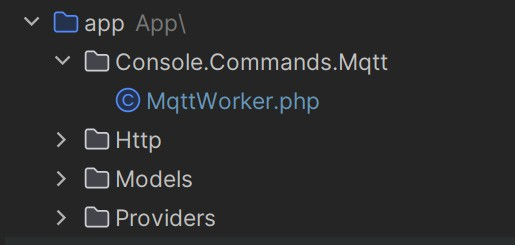 app App\
Console.Commands.Mqtt
MqttWorker.php
Http
Models
Providers